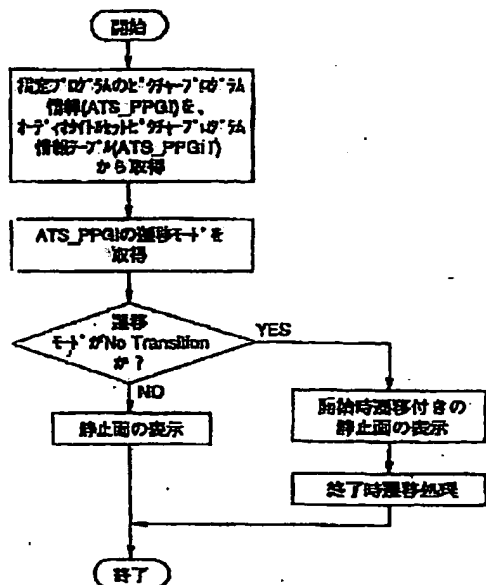 開始
指定プログラムのピクチャープログラム
情報(ATS_PPGI)を、
オーディオタイトルセットピクチャープログラム
情報テーブル(ATS_PPGIT)
から取得
ATS_PPGIの遷移モードを
取得
遷移
モードがNo Transition
か?
YES
NO
静止画の表示
開始時遷移付きの
静止画の表示
終了時遷移処理
終了